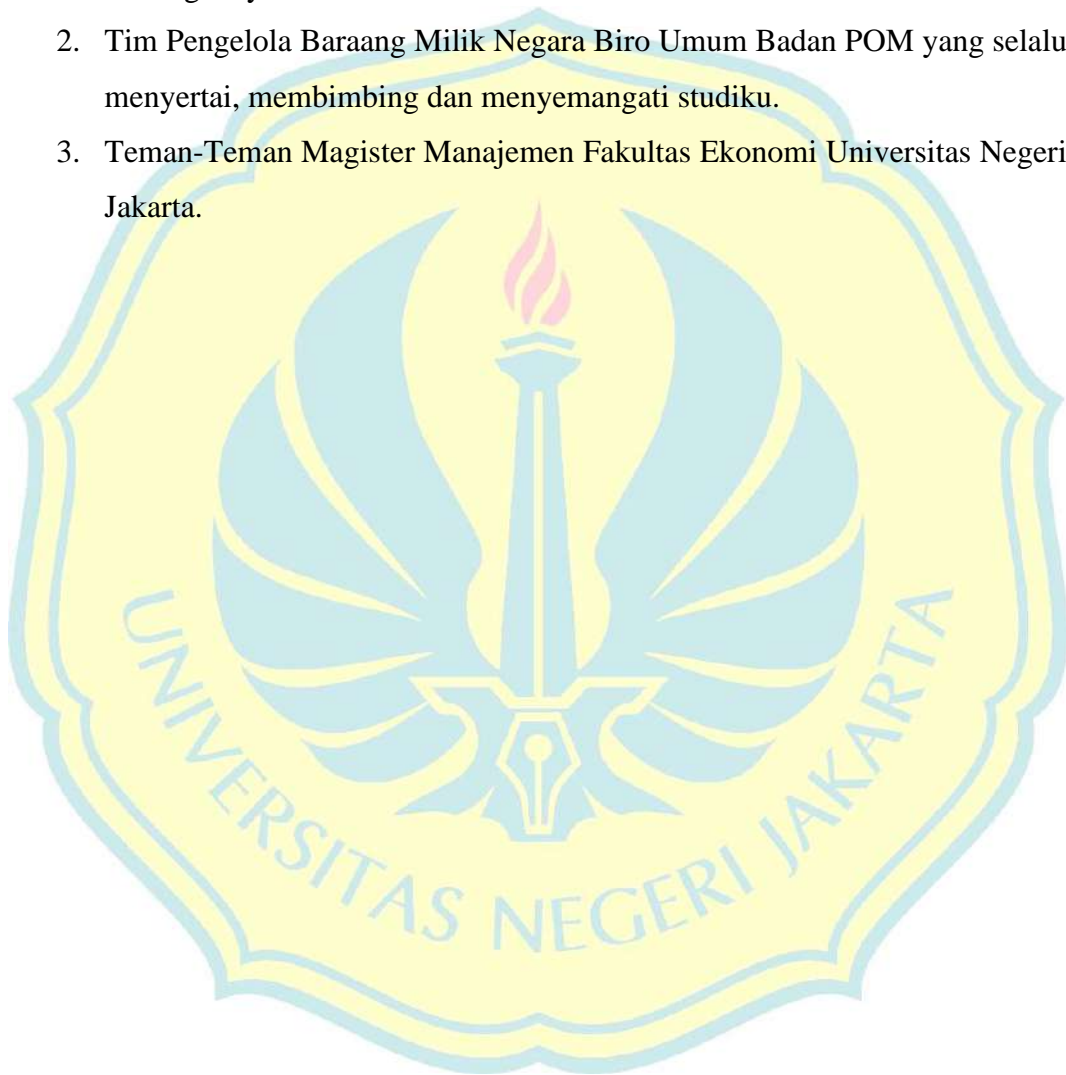 2. Tim Pengelola Baraang Milik Negara Biro Umum Badan POM yang selalu
menyertai, membimbing dan menyemangati studiku.
3. Teman-Teman Magister Manajemen Fakultas Ekonomi Universitas Negeri
Jakarta.
UNIVERSITAS NEGERI JAKARTA